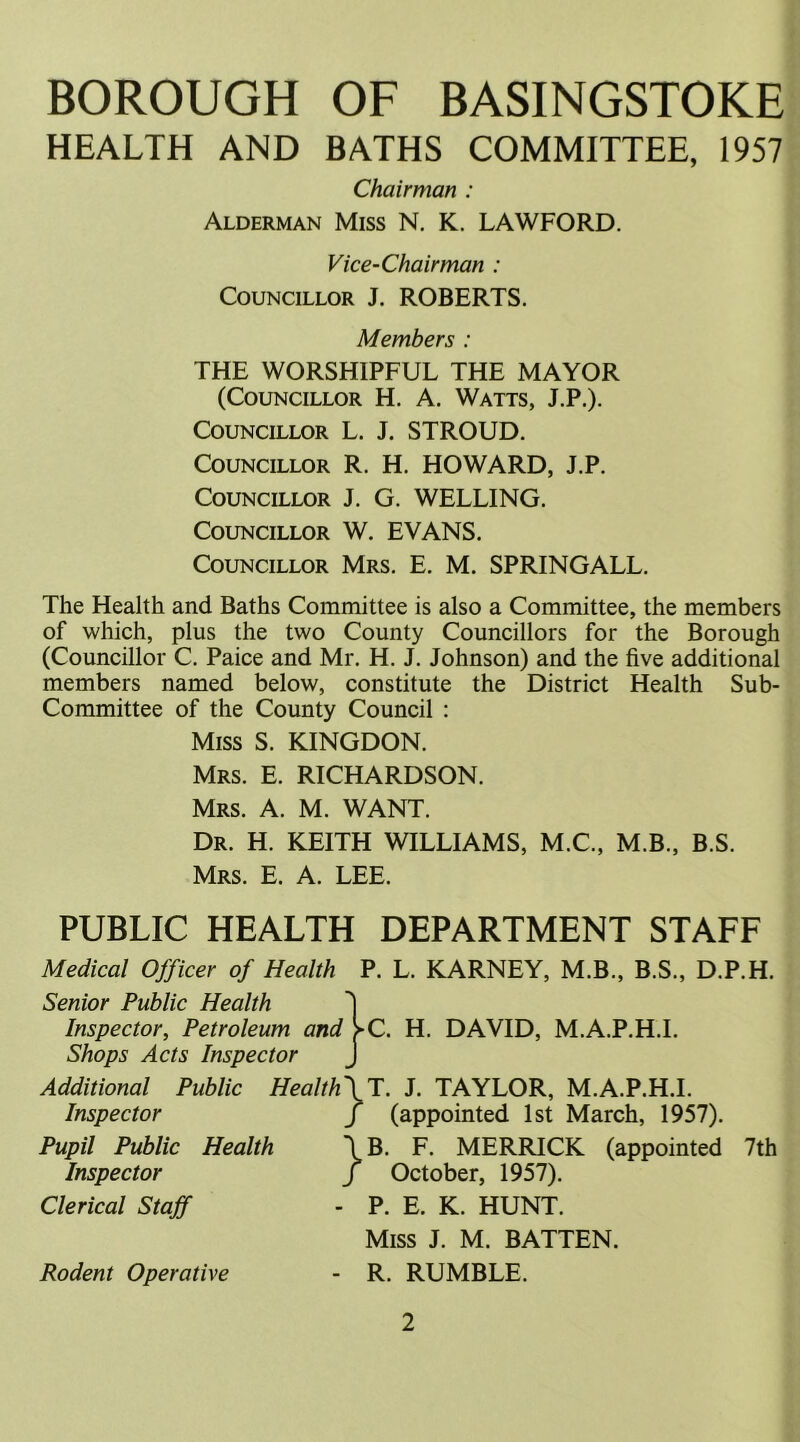 BOROUGH OF BASINGSTOKE
HEALTH AND BATHS COMMITTEE, 1957
Chairman :
Alderman Miss N. K. LAWFORD.
Vice-Chairman :
Councillor J. ROBERTS.
Members :
THE WORSHIPFUL THE MAYOR
(Councillor H. A. Watts, J.P.).
Councillor L. J. STROUD.
Councillor R. H. HOWARD, J.P.
Councillor J. G. WELLING.
Councillor W. EVANS.
Councillor Mrs. E. M. SPRINGALL.
The Health and Baths Committee is also a Committee, the members
of which, plus the two County Councillors for the Borough
(Councillor C. Paice and Mr. H. J. Johnson) and the five additional
members named below, constitute the District Health Sub-
Committee of the County Council :
Miss S. KINGDON.
Mrs. E. RICHARDSON.
Mrs. A. M. WANT.
Dr. H. KEITH WILLIAMS, M.C., M.B., B.S.
Mrs. E. A. LEE.
PUBLIC HEALTH DEPARTMENT STAFF
Medical Officer of Health P. L. KARNEY, M.B., B.S., D.P.H.
Senior Public Health
Inspector, Petroleum and } C. H. DAVID, M.A.P.H.I.
Shops Acts Inspector
Additional Public Health } T. J. TAYLOR, M.A.P.H.I.
Inspector (appointed 1st March, 1957).
Pupil Public Health } B. F. MERRICK (appointed 7th
Inspector October, 1957).
Clerical Staff - P. E. K. HUNT.
Miss J. M. BATTEN.
Rodent Operative - R. RUMBLE.
2